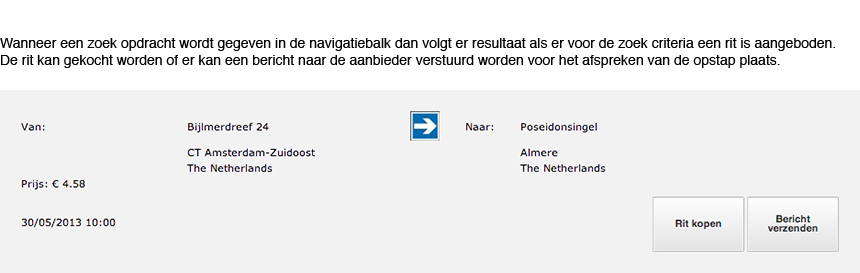 Wanneer een zoek opdracht wordt gegeven in de navigatiebalk dan volgt er resultaat als er voor de zoek criteria een rit is aangeboden.
De rit kan gekocht worden of er kan een bericht naar de aanbieder verstuurd worden voor het afspreken van de opstap plaats.
Van: Bijlmerdreef 24 Naar: Poseidonsingel
CT Amsterdam-Zuidoost Almere
The Netherlands The Netherlands
Prijs: € 4.58
30/05/2013 10:00
Rit kopen
Bericht
verzenden